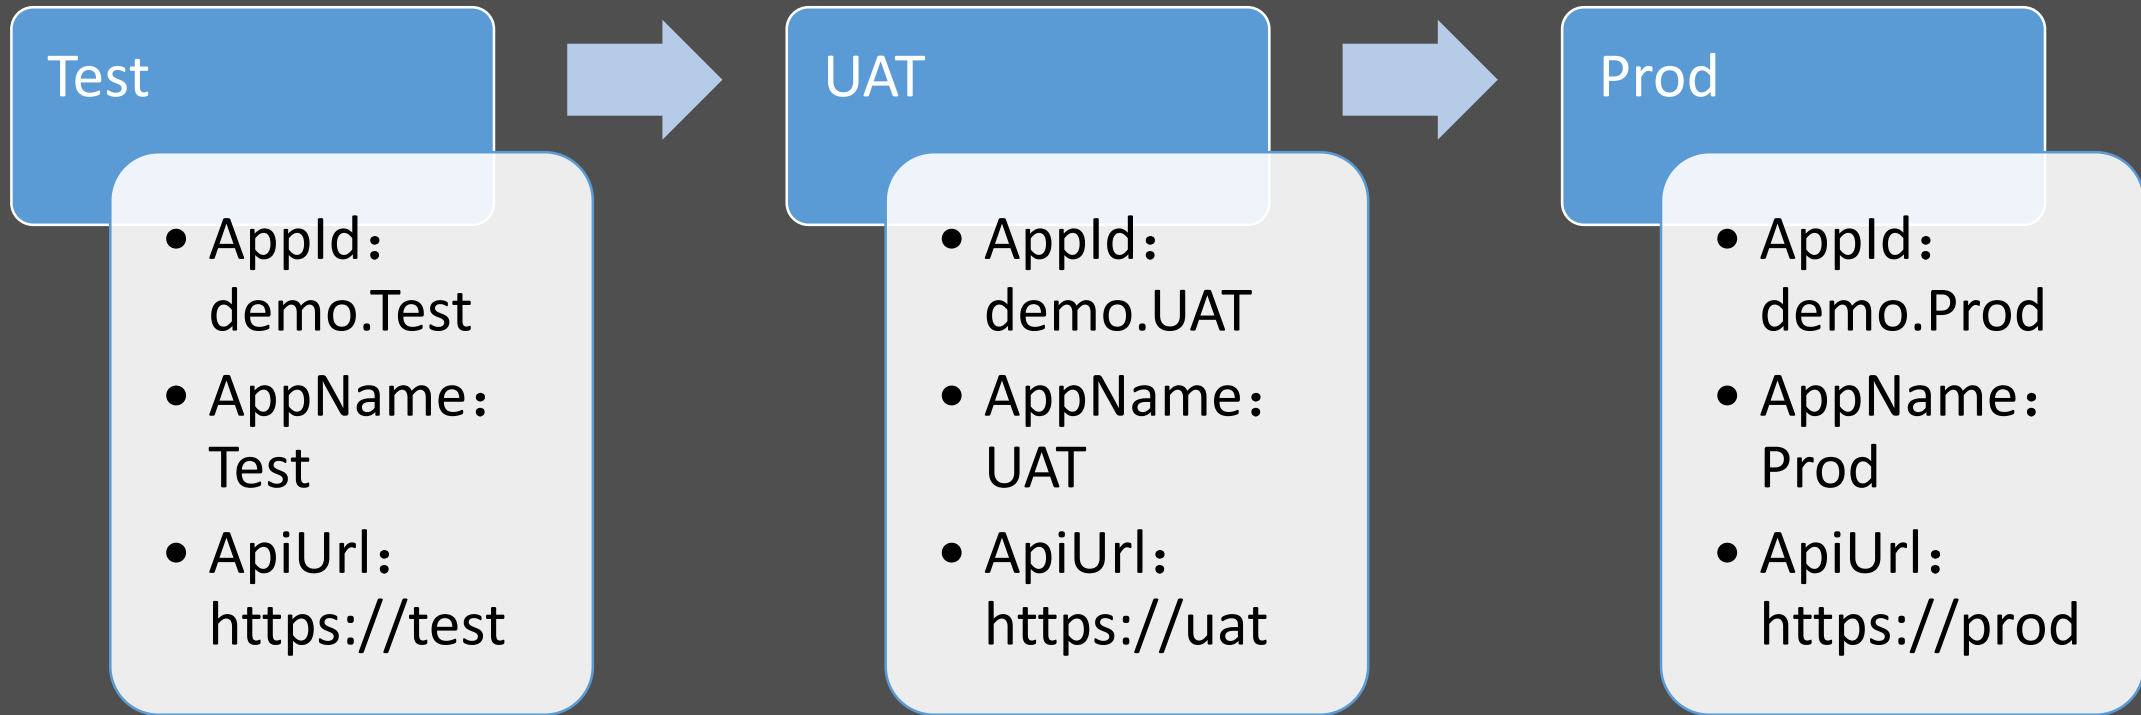 Test
• AppId：
demo.Test
• AppName：
Test
• ApiUrl：
https://test
UAT
• AppId：
demo.UAT
• AppName：
UAT
• ApiUrl：
https://uat
Prod
• AppId：
demo.Prod
• AppName：
Prod
• ApiUrl：
https://prod